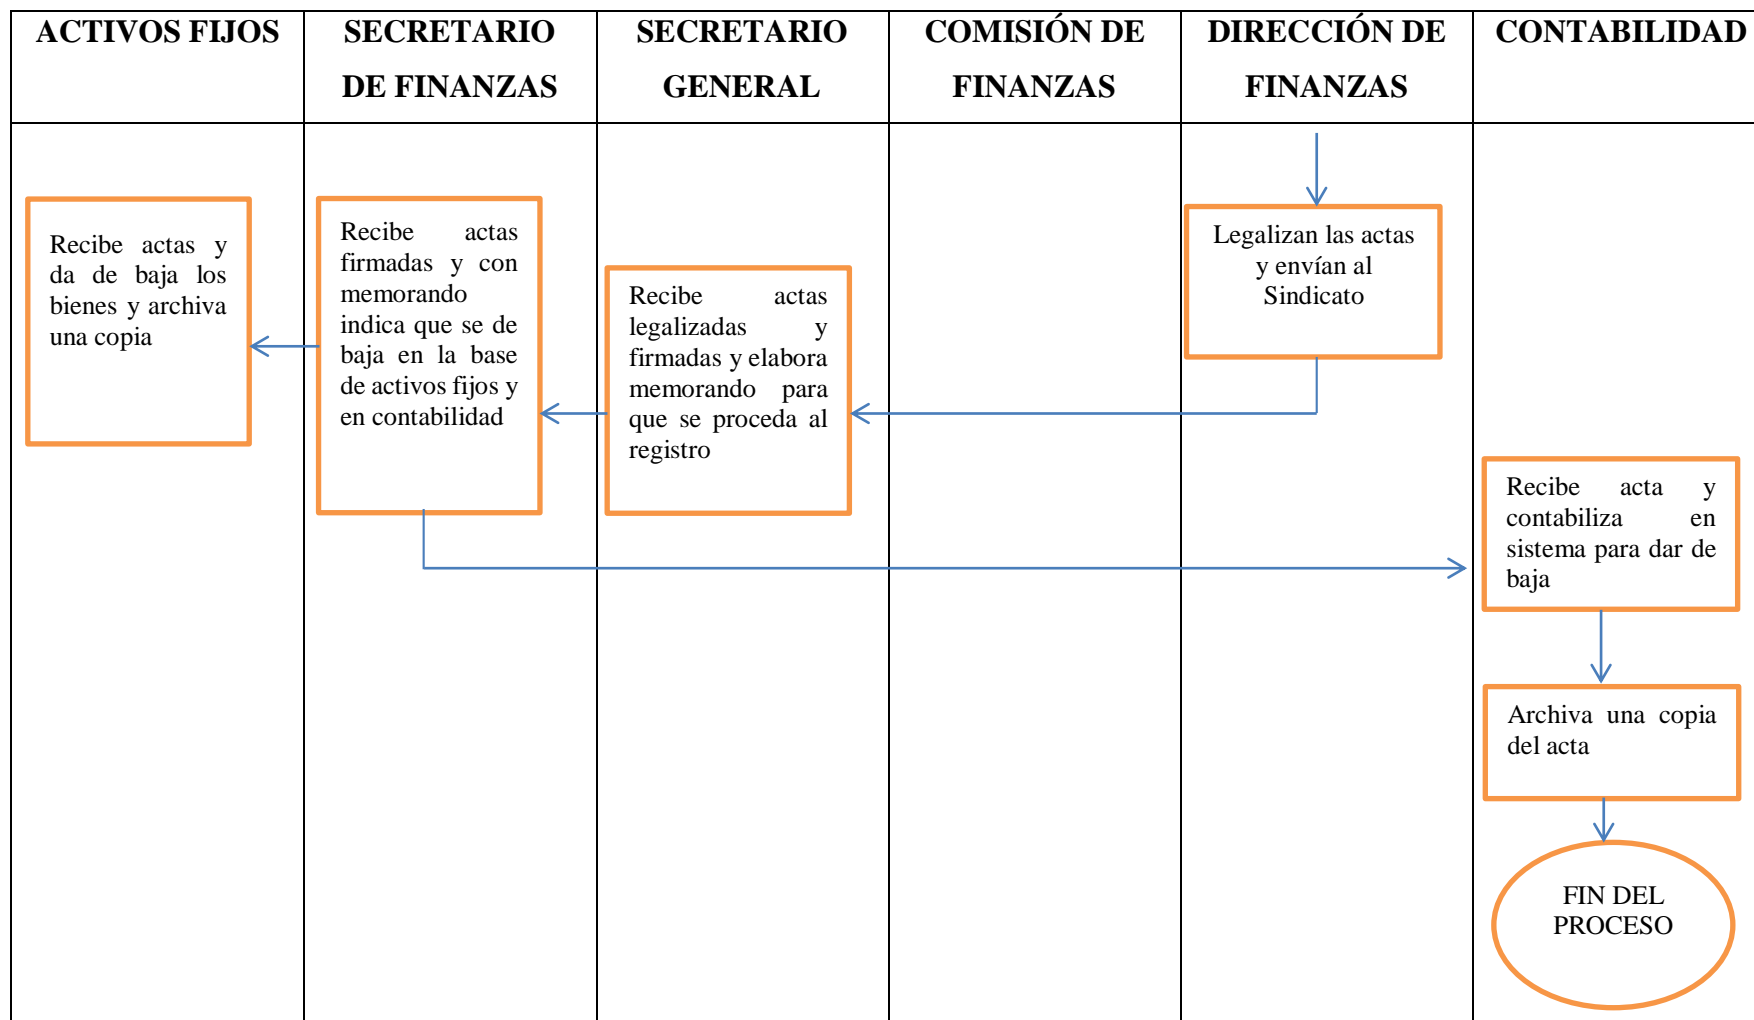 ACTIVOS FIJOS
SECRETARIO
DE FINANZAS
SECRETARIO
GENERAL
COMISIÓN DE
FINANZAS
DIRECCIÓN DE
FINANZAS
CONTABILIDAD
Recibe actas y
da de baja los
bienes y archiva
una copia
Recibe actas
firmadas y con
memorando
indica que se de
baja en la base
de activos fijos y
en contabilidad
Recibe actas
legalizadas y
firmadas y elabora
memorando para
que se proceda al
registro
Legalizan las actas
y envían al
Sindicato
Recibe acta y
contabiliza en
sistema para dar de
baja
Archiva una copia
del acta
FIN DEL
PROCESO